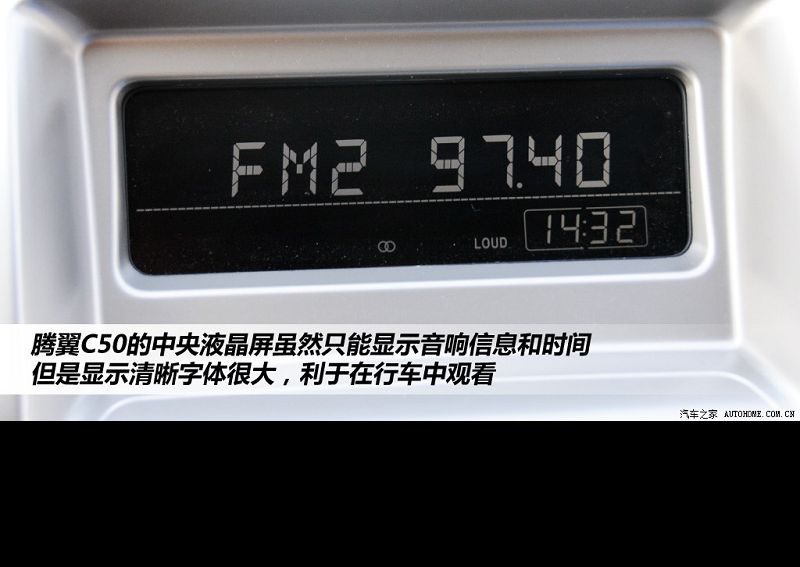 FM2 97.40
LOUD 14:32
腾翼C50的中央液晶屏虽然只能显示音响信息和时间
但是显示清晰字体很大，利于在行车中观看
汽车之家 AUTOHOME.COM.CN